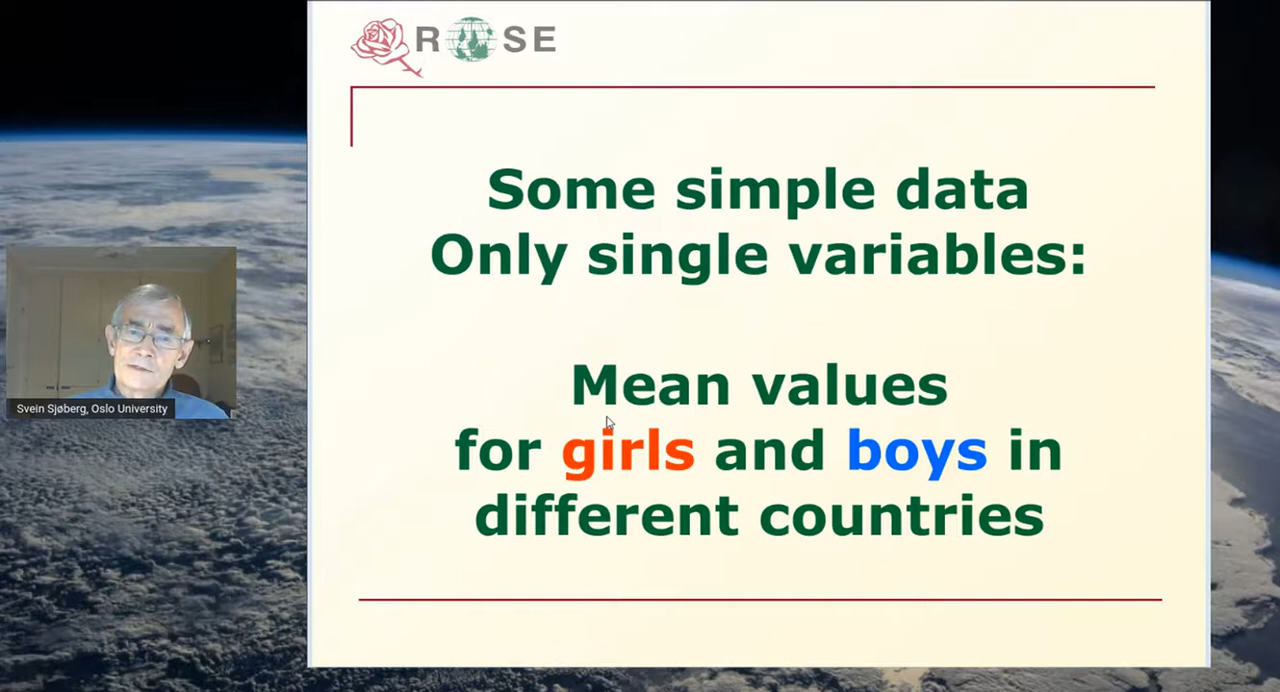 ROSE
Some simple data
Only single variables:
Mean values
for girls and boys in
different countries
Svein Sjøberg, Oslo University